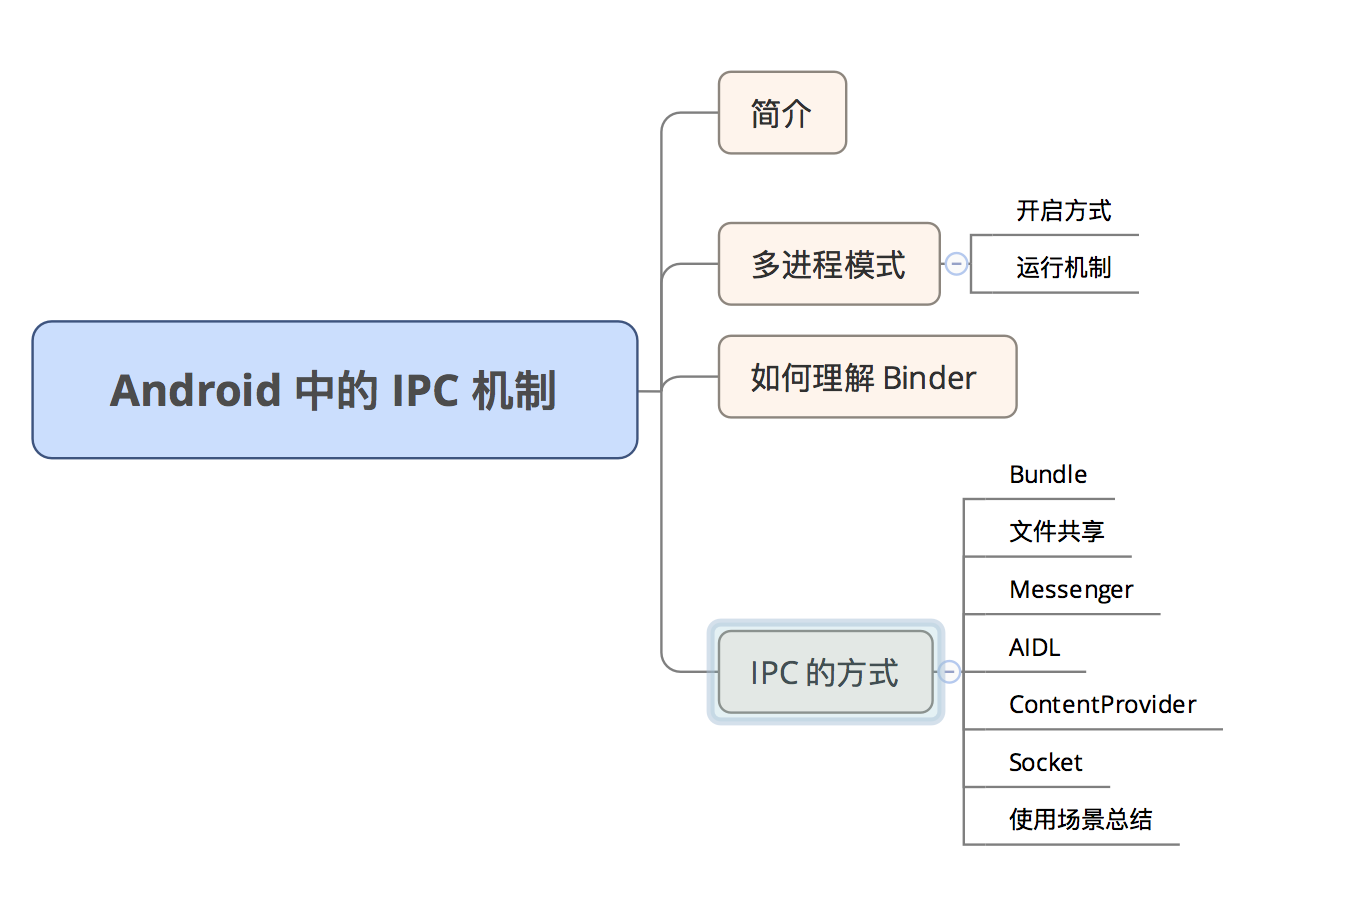 Android 中的 IPC 机制
简介
多进程模式
开启方式
运行机制
如何理解 Binder
IPC 的方式
Bundle
文件共享
Messenger
AIDL
ContentProvider
Socket
使用场景总结